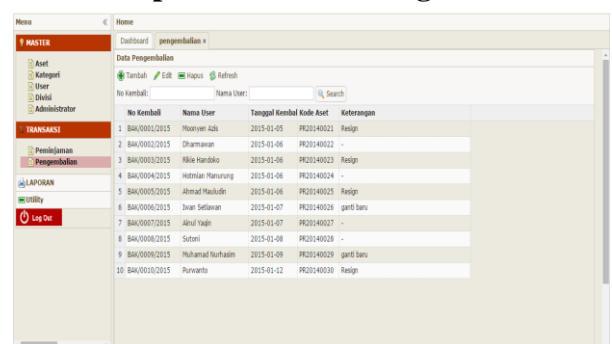 Menu « Home
MASTER
Aset
Kategori
User
Divisi
Administrator
TRANSAKSI
Peminjaman
Pengembalian
LAPORAN
Utility
Log Out
Dashboard pengembalian ×
Data Pengembalian
Tambah Edit Hapus Refresh
No Kembali: Nama User: Search
No Kembali Nama User Tanggal Kembal Kode Aset Keterangan
1 BAK/0001/2015 Moonyen Azis 2015-01-05 PR20140021 Resign
2 BAK/0002/2015 Dharmawan 2015-01-06 PR20140022 -
3 BAK/0003/2015 Rikie Handoko 2015-01-06 PR20140023 Resign
4 BAK/0004/2015 Hotmian Manurung 2015-01-06 PR20140024 -
5 BAK/0005/2015 Ahmad Mauludin 2015-01-06 PR20140025 Resign
6 BAK/0006/2015 Iwan Setiawan 2015-01-07 PR20140026 ganti baru
7 BAK/0007/2015 Ainul Yaqin 2015-01-07 PR20140027 -
8 BAK/0008/2015 Sutoni 2015-01-08 PR20140028 -
9 BAK/0009/2015 Muhamad Nurhasim 2015-01-09 PR20140029 ganti baru
10 BAK/0010/2015 Purwanto 2015-01-12 PR20140030 Resign